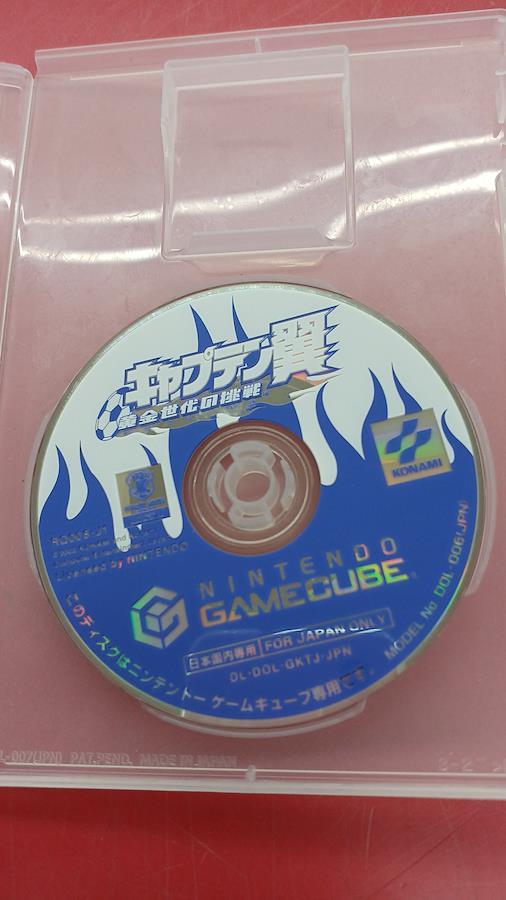 キャプテン翼
黄金世代の挑戦
KONAMI
Licensed by NINTENDO
NINTENDO
GAMECUBE
日本国内専用 FOR JAPAN ONLY
DL-DOL-GKTJ-JPN
MODEL No. DOL-006(JPN)
このディスクはニンテンドー ゲームキューブ専用です。
-007(JPN) PAT.PEND. MADE IN JAPAN